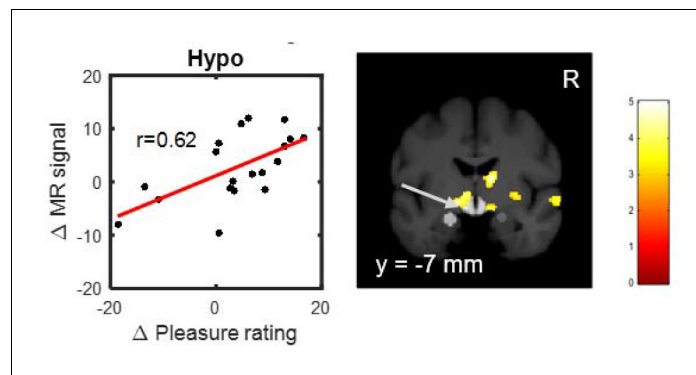 Hypo
20
10
0
-10
-20
r=0.62
Δ MR signal
-20
0
20
Δ Pleasure rating
R
y = -7 mm
5
4
3
2
1
0